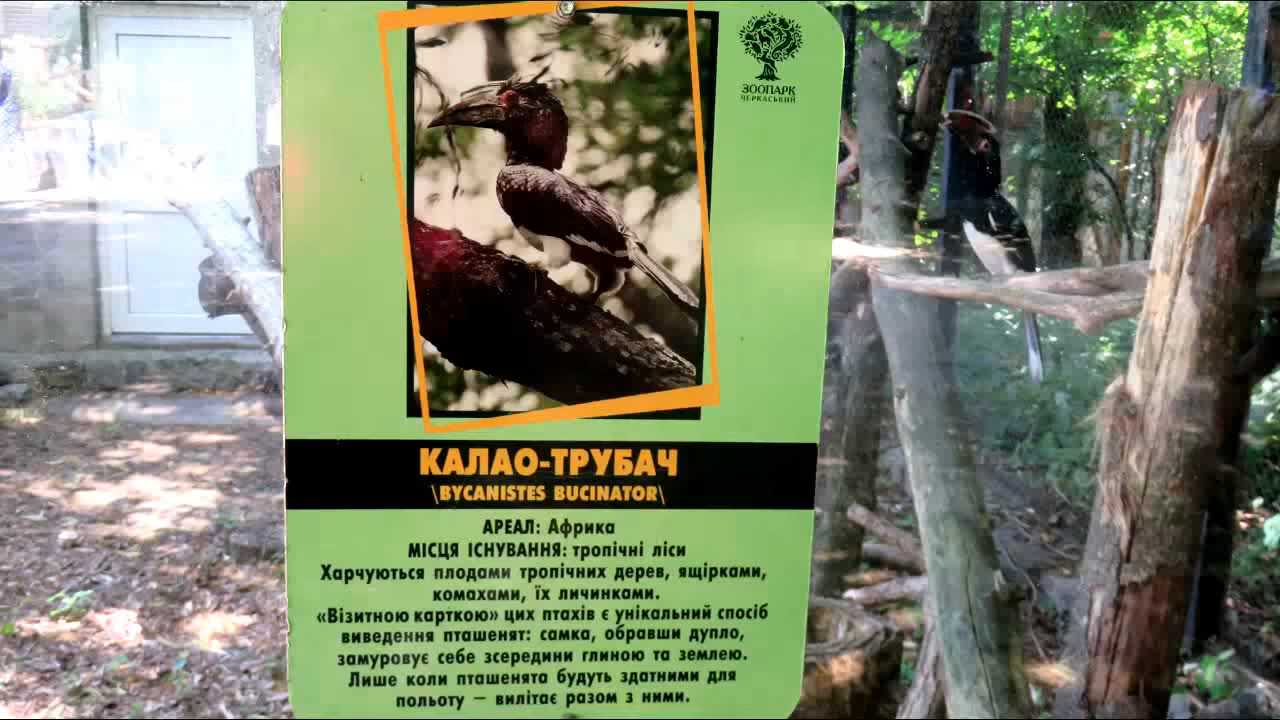 ЗООПАРК
ЧЕРКАСЬКИЙ
КАЛАО-ТРУБАЧ
\BYCANISTES BUCINATOR\
АРЕАЛ: Африка
МІСЦЯ ІСНУВАННЯ: тропічні ліси
Харчуються плодами тропічних дерев, ящірками,
комахами, їх личинками.
«Візитною карткою» цих птахів є унікальний спосіб
виведення пташенят: самка, обравши дупло,
замуровує себе зсередини глиною та землею.
Лише коли пташенята будуть здатними для
польоту – вилітає разом з ними.